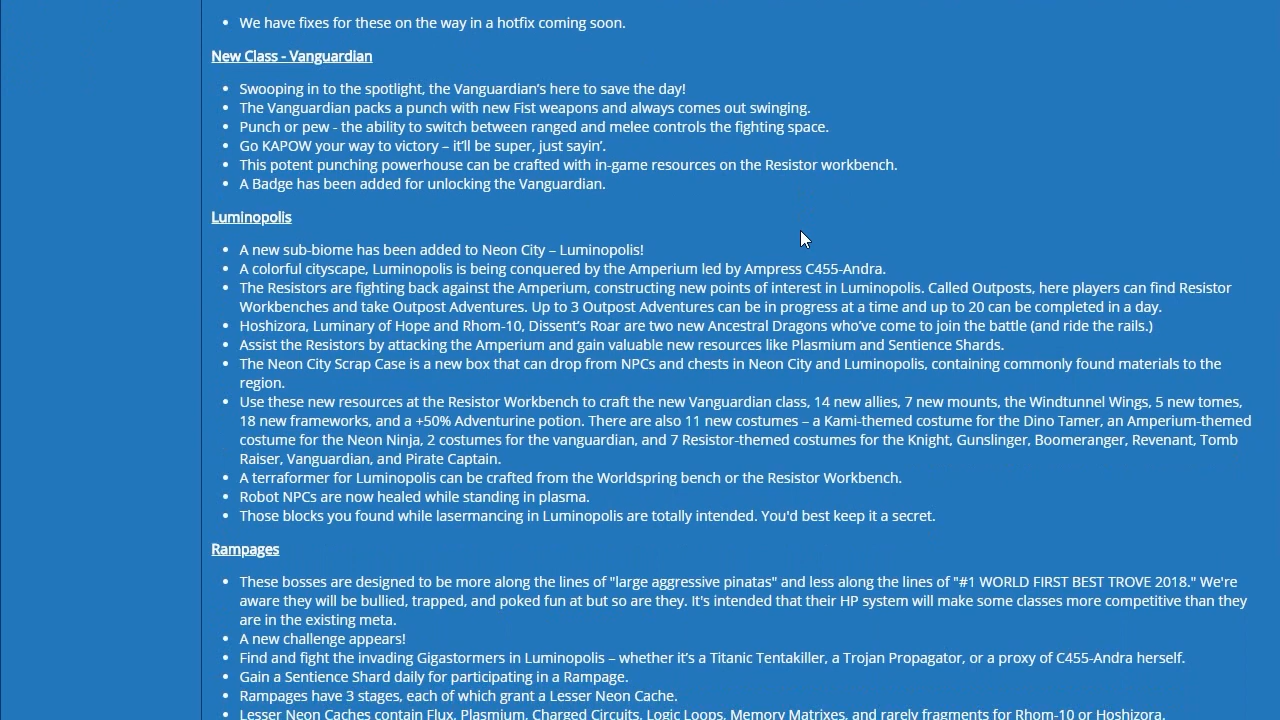 We have fixes for these on the way in a hotfix coming soon.
New Class - Vanguardian
Swooping in to the spotlight, the Vanguardian’s here to save the day!
The Vanguardian packs a punch with new Fist weapons and always comes out swinging.
Punch or pew - the ability to switch between ranged and melee controls the fighting space.
Go KAPOW your way to victory – it’ll be super, just sayin’.
This potent punching powerhouse can be crafted with in-game resources on the Resistor workbench.
A Badge has been added for unlocking the Vanguardian.
Luminopolis
A new sub-biome has been added to Neon City – Luminopolis!
A colorful cityscape, Luminopolis is being conquered by the Amperium led by Ampress C455-Andra.
The Resistors are fighting back against the Amperium, constructing new points of interest in Luminopolis. Called Outposts, here players can find Resistor
Workbenches and take Outpost Adventures. Up to 3 Outpost Adventures can be in progress at a time and up to 20 can be completed in a day.
Hoshizora, Luminary of Hope and Rhom-10, Dissent’s Roar are two new Ancestral Dragons who’ve come to join the battle (and ride the rails.)
Assist the Resistors by attacking the Amperium and gain valuable new resources like Plasmium and Sentience Shards.
The Neon City Scrap Case is a new box that can drop from NPCs and chests in Neon City and Luminopolis, containing commonly found materials to the
region.
Use these new resources at the Resistor Workbench to craft the new Vanguardian class, 14 new allies, 7 new mounts, the Windtunnel Wings, 5 new tomes,
18 new frameworks, and a +50% Adventurine potion. There are also 11 new costumes – a Kami-themed costume for the Dino Tamer, an Amperium-themed
costume for the Neon Ninja, 2 costumes for the vanguardian, and 7 Resistor-themed costumes for the Knight, Gunslinger, Boomeranger, Revenant, Tomb
Raiser, Vanguardian, and Pirate Captain.
A terraformer for Luminopolis can be crafted from the Worldspring bench or the Resistor Workbench.
Robot NPCs are now healed while standing in plasma.
Those blocks you found while lasermancing in Luminopolis are totally intended. You'd best keep it a secret.
Rampages
These bosses are designed to be more along the lines of "large aggressive pinatas" and less along the lines of "#1 WORLD FIRST BEST TROVE 2018." We're
aware they will be bullied, trapped, and poked fun at but so are they. It's intended that their HP system will make some classes more competitive than they
are in the existing meta.
A new challenge appears!
Find and fight the invading Gigastormers in Luminopolis – whether it’s a Titanic Tentakiller, a Trojan Propagator, or a proxy of C455-Andra herself.
Gain a Sentience Shard daily for participating in a Rampage.
Rampages have 3 stages, each of which grant a Lesser Neon Cache.
Lesser Neon Caches contain Flux, Plasmium, Charged Circuits, Logic Loops, Memory Matrixes, and rarely fragments for Rhom-10 or Hoshizora.